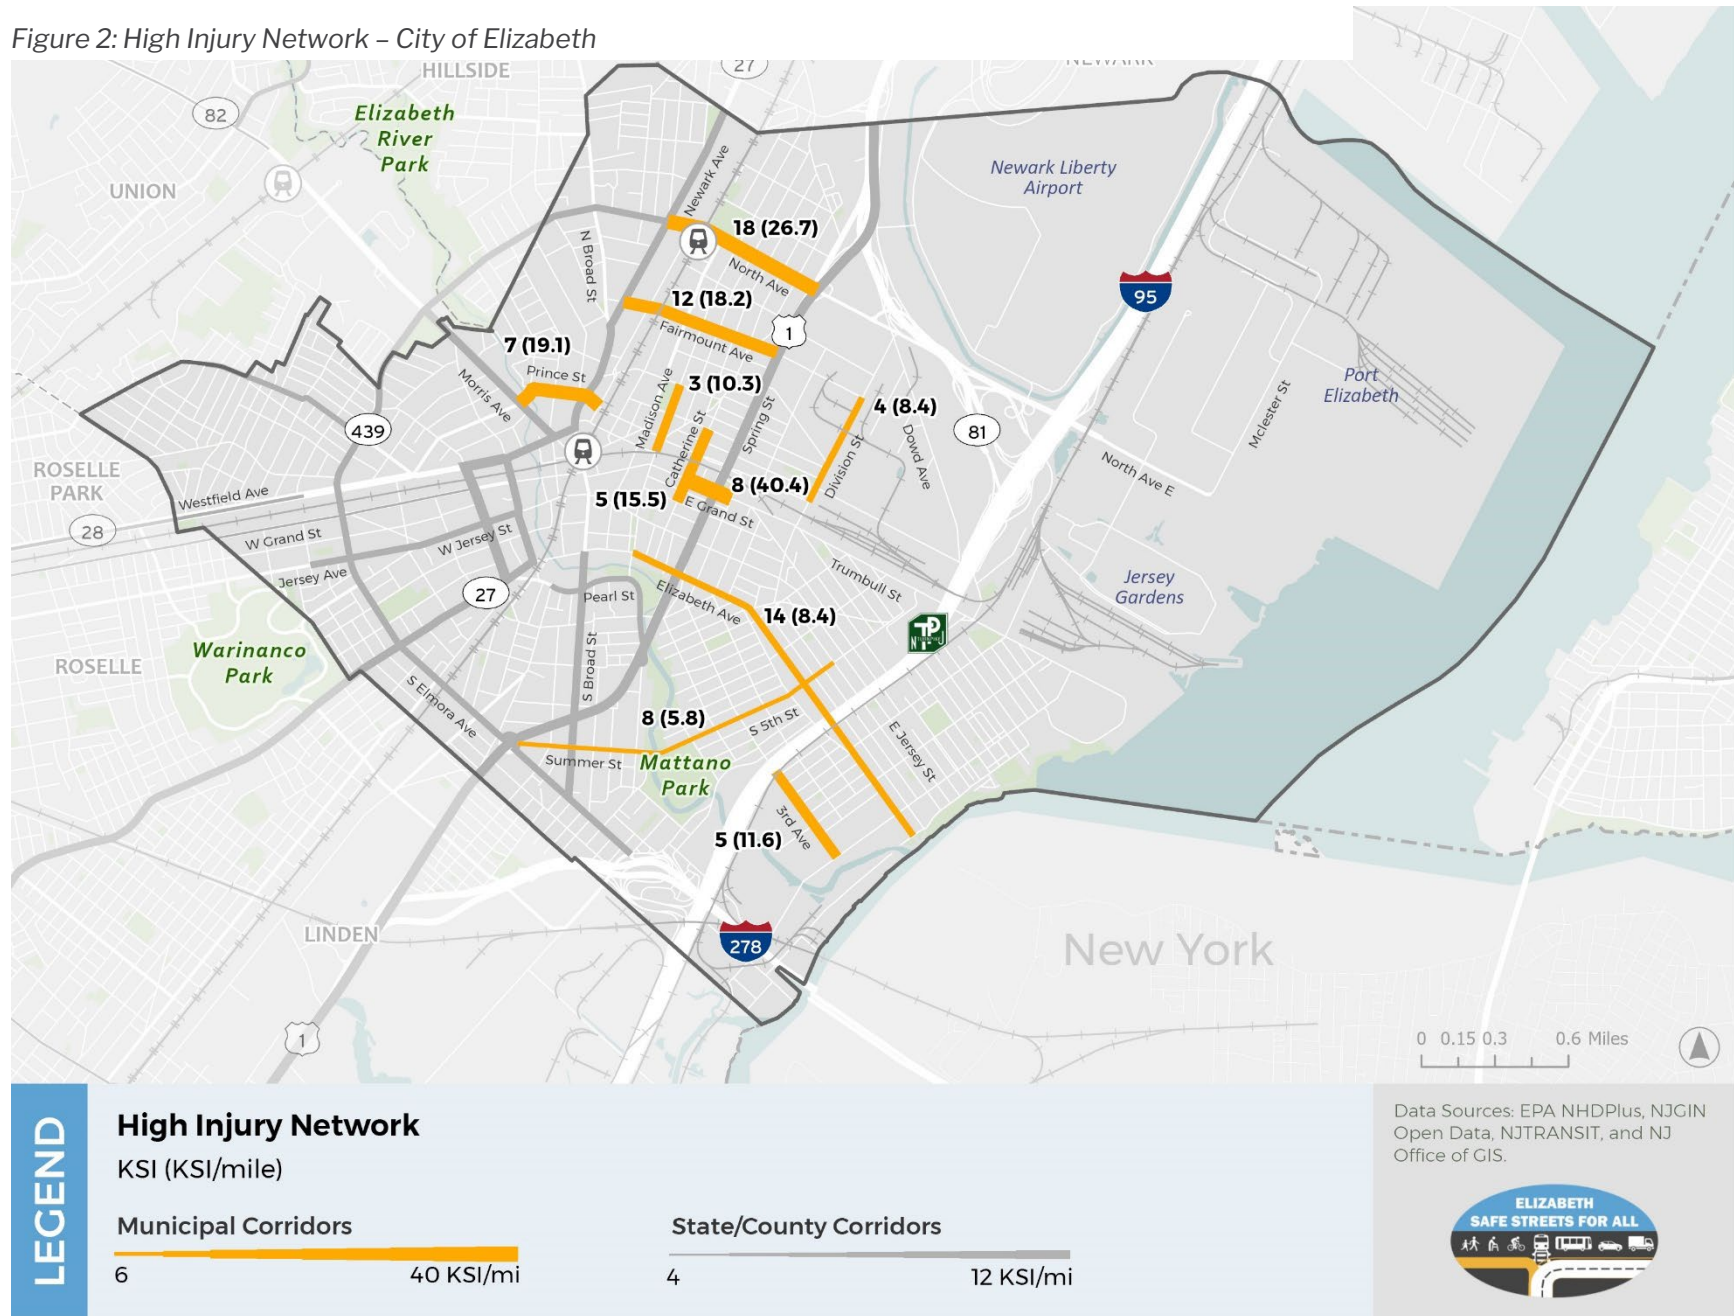 Figure 2: High Injury Network – City of Elizabeth
HILLSIDE
27
NEWARK
82
Elizabeth
River
Park
UNION
Newark Ave
Newark Liberty
Airport
N Broad St
18 (26.7)
North Ave
95
12 (18.2)
Fairmount Ave
1
7 (19.1)
Prince St
Morris Ave
Madison Ave
3 (10.3)
Catherine St
Spring St
4 (8.4)
Division St
Dowd Ave
81
Mclester St
Port
Elizabeth
439
North Ave E
ROSELLE
PARK
28
Westfield Ave
W Grand St
Jersey Ave
W Jersey St
5 (15.5)
8 (40.4)
E Grand St
27
Pearl St
Elizabeth Ave
Trumbull St
14 (8.4)
Jersey
Gardens
TP
N TURNPIKE J
Warinanco
Park
ROSELLE
S Elmora Ave
S Broad St
8 (5.8)
S 5th St
E Jersey St
Summer St
Mattano
Park
3rd Ave
5 (11.6)
LINDEN
278
New York
1
0 0.15 0.3 0.6 Miles
LEGEND
High Injury Network
KSI (KSI/mile)
Municipal Corridors
6 40 KSI/mi
State/County Corridors
4 12 KSI/mi
Data Sources: EPA NHDPlus, NJGIN
Open Data, NJTRANSIT, and NJ
Office of GIS.
ELIZABETH
SAFE STREETS FOR ALL